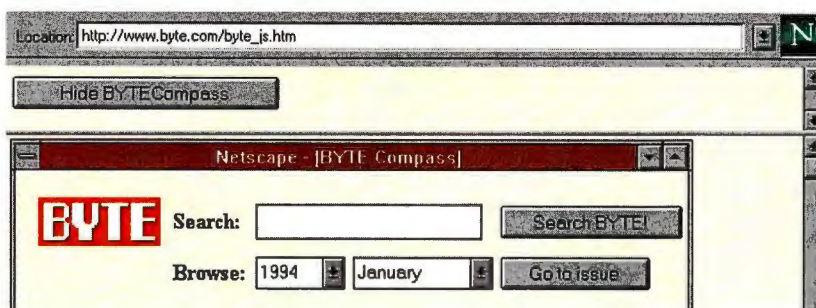 Location: http://www.byte.com/byte_js.htm
Hide BYTECompass
Netscape - [BYTE Compass]
BYTE Search: Search BYTE!
Browse: 1994 January Go to issue